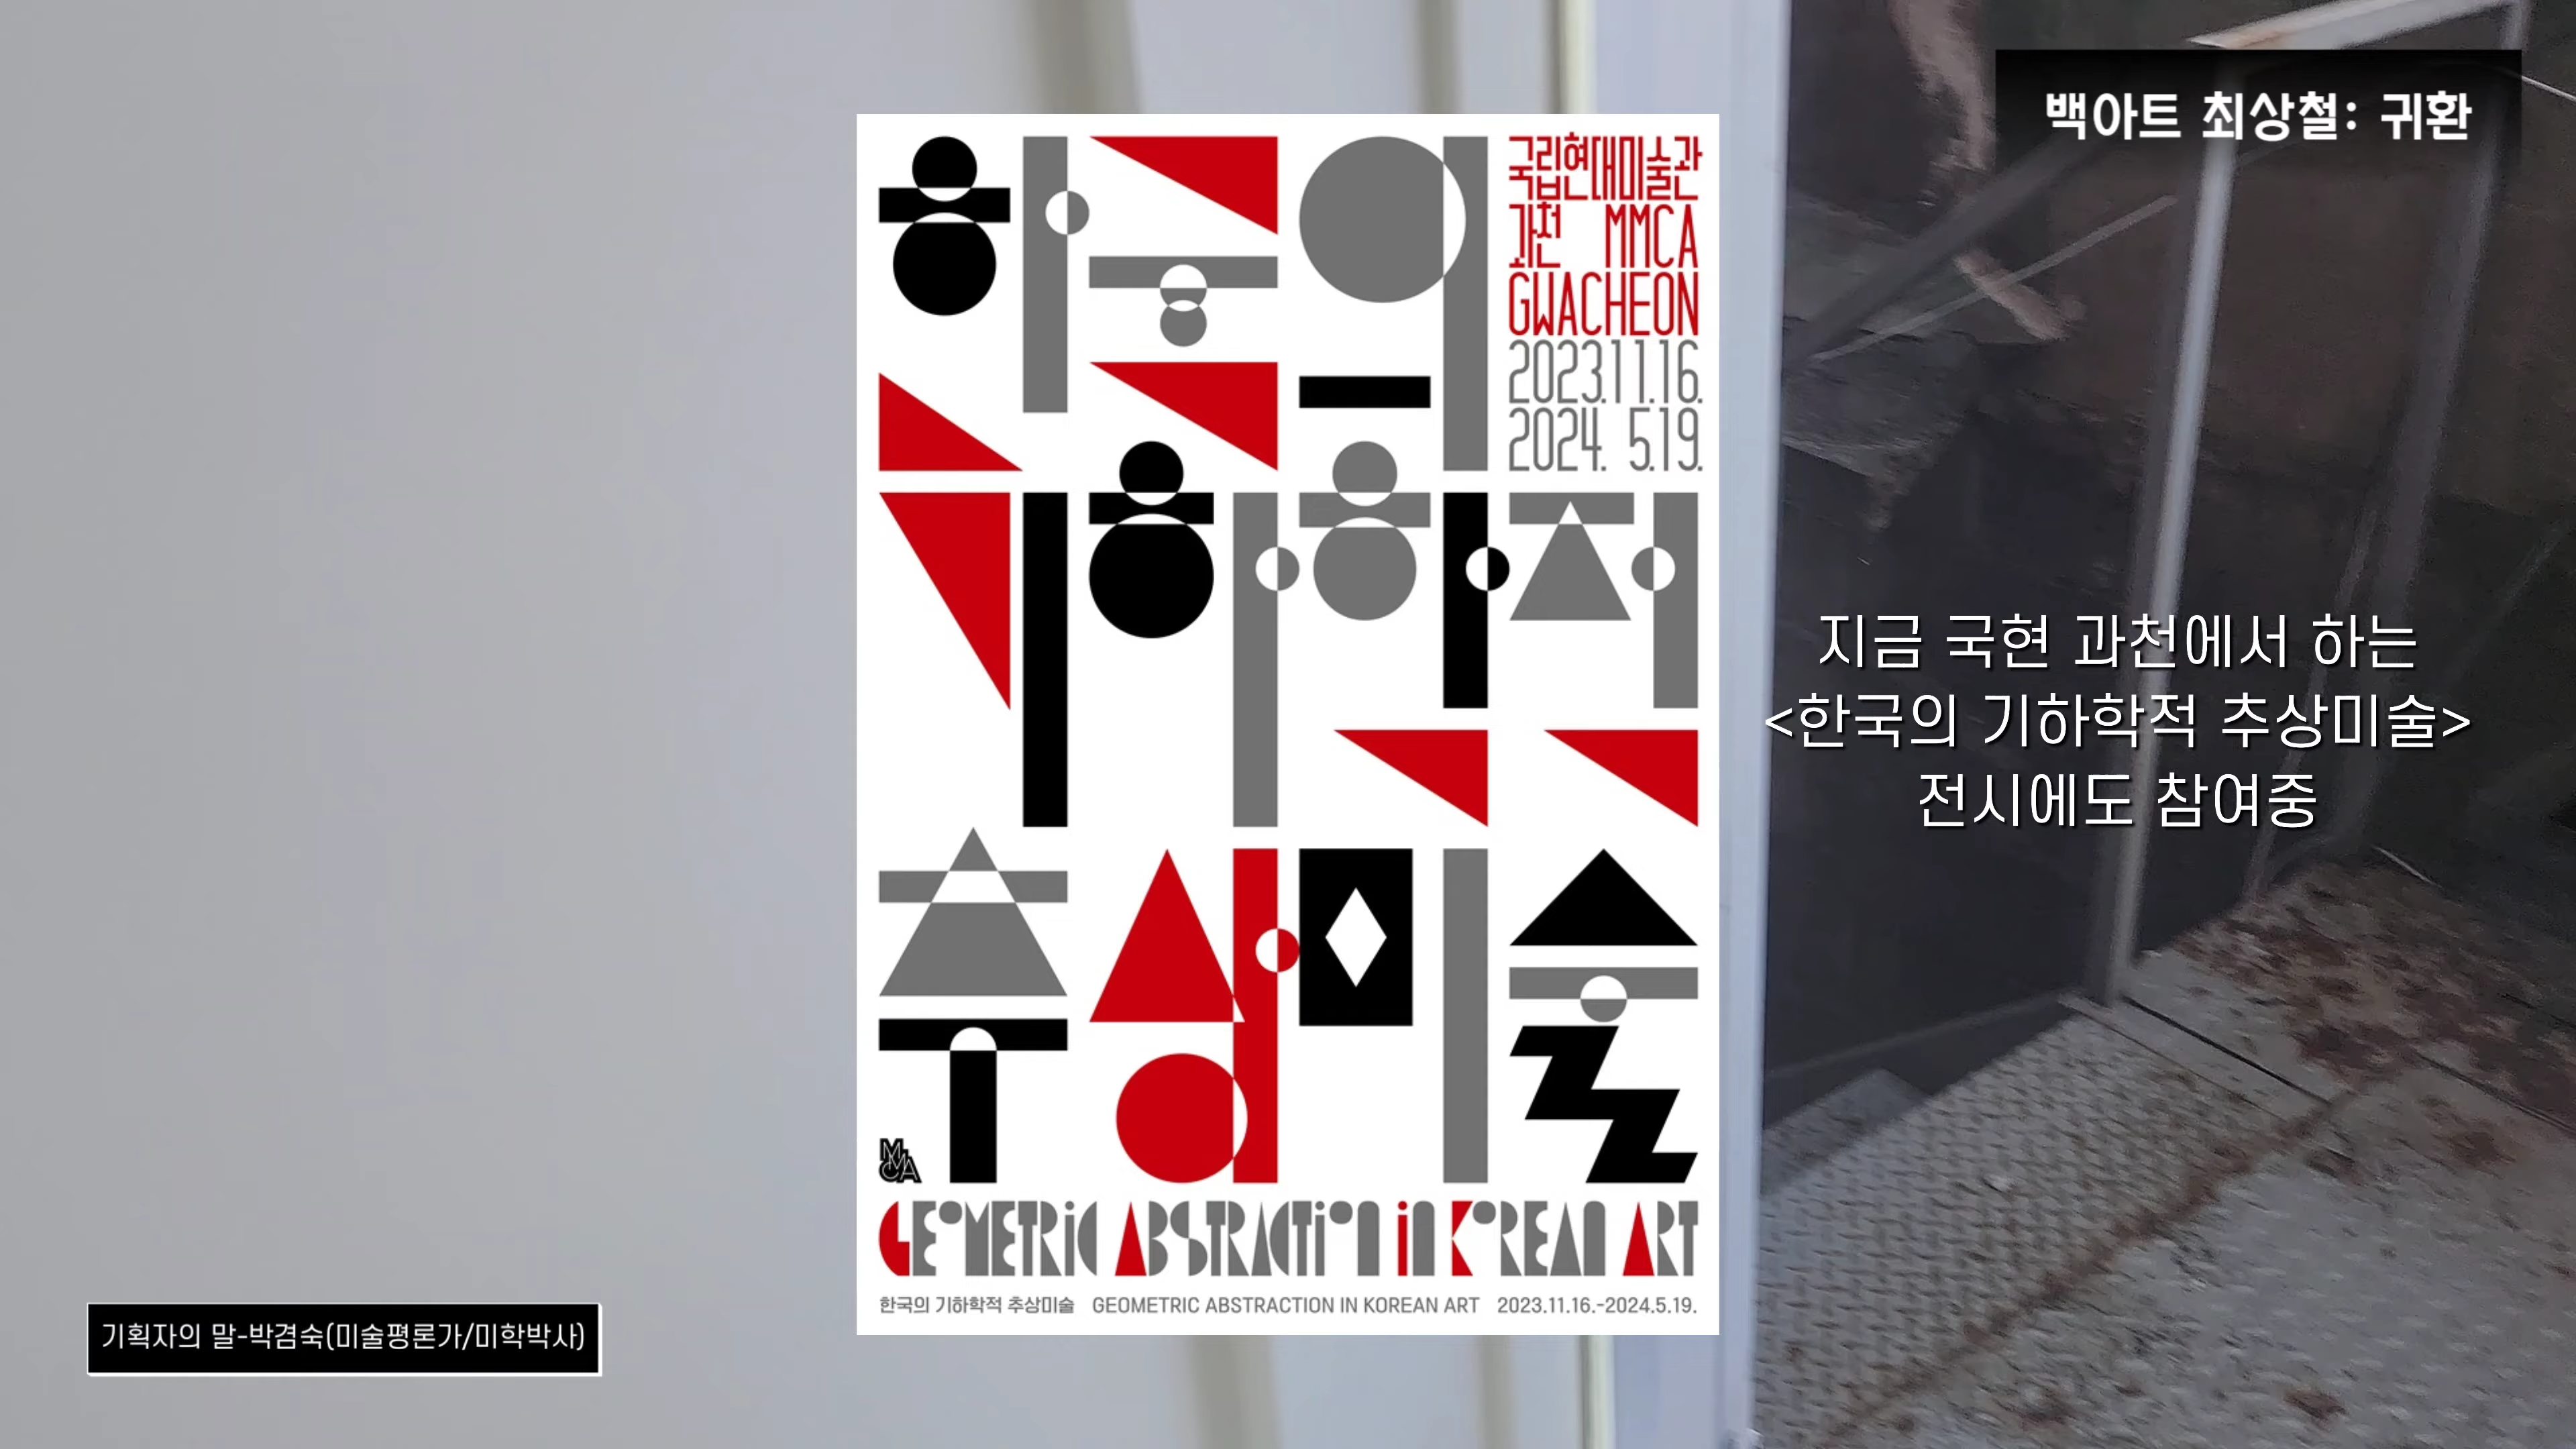 백아트 최상철: 귀환
한국의
기하학적
추상미술
국립현대미술관
과천 MMCA
GWACHEON
2023.11.16.
2024. 5.19.
지금 국현 과천에서 하는
<한국의 기하학적 추상미술>
전시에도 참여중
MMCA
GEOMETRIC ABSTRACTION in KOREAN ART
한국의 기하학적 추상미술 GEOMETRIC ABSTRACTION IN KOREAN ART 2023.11.16.-2024.5.19.
기획자의 말-박겸숙(미술평론가/미학박사)